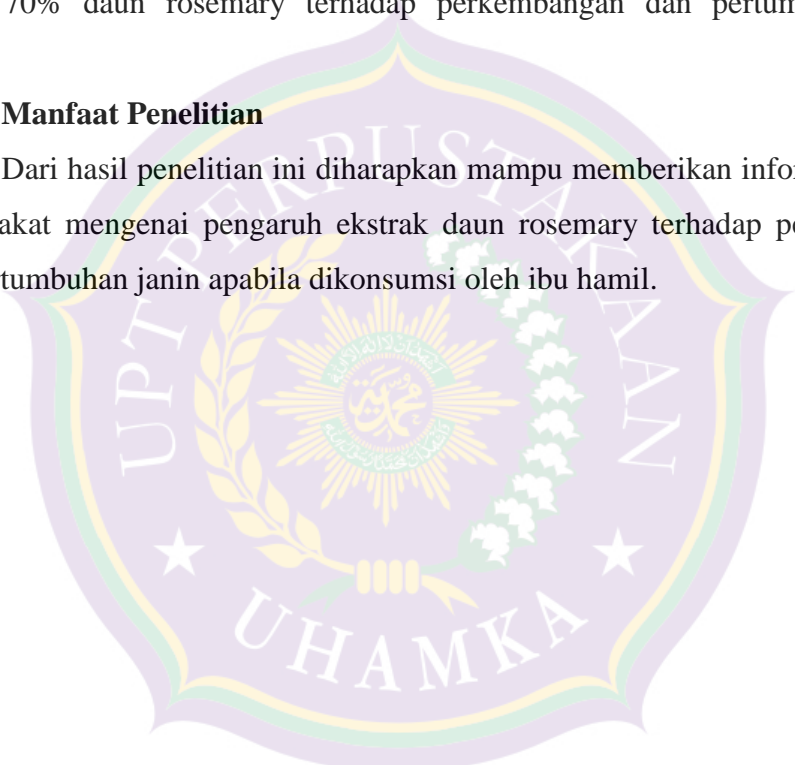 70% daun rosemary terhadap perkembangan dan pertum
Manfaat Penelitian
Dari hasil penelitian ini diharapkan mampu memberikan infor
akat mengenai pengaruh ekstrak daun rosemary terhadap pe
tumbuhan janin apabila dikonsumsi oleh ibu hamil.
UPT PERPUSTAKAAN
UHAMKA